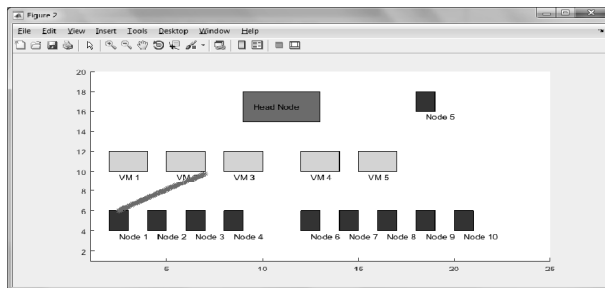 Figure 2
File Edit View Insert Tools Desktop Window Help
20
18
16
14
12
10
8
6
4
2
Head Node
Node 5
VM 1
VM
VM 3
VM 4
VM 5
Node 1
Node 2
Node 3
Node 4
Node 6
Node 7
Node 8
Node 9
Node 10
5
10
15
20
25